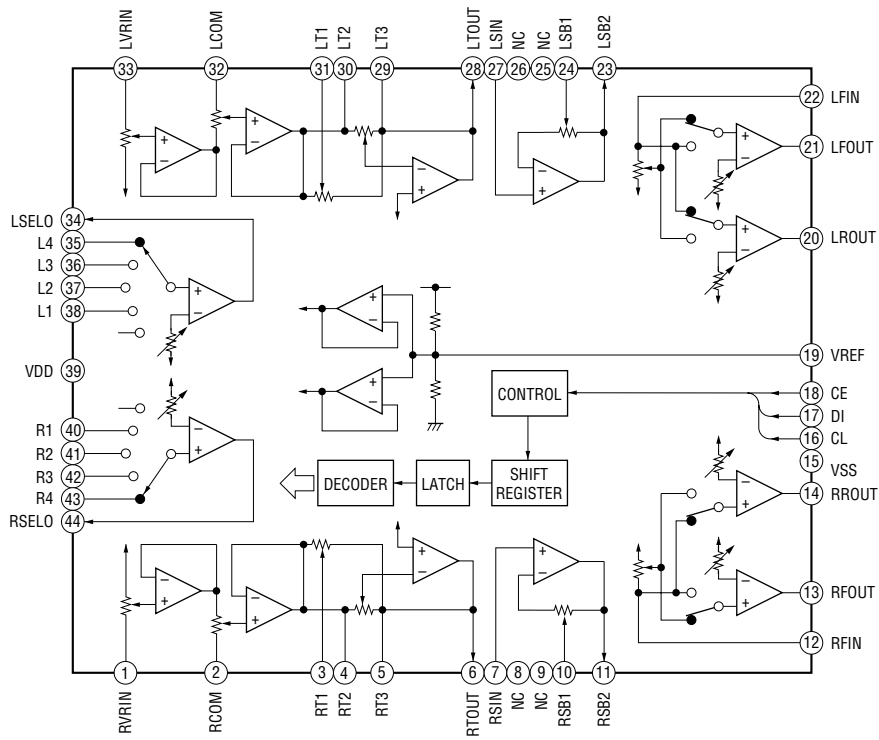 LVRIN LCOM LT1 LT2 LT3 LTOUT LSIN NC NC LSB1 LSB2
33 32 31 30 29 28 27 26 25 24 23
22 LFIN
21 LFOUT
LSELO 34
20 LROUT
L4 35
L3 36
L2 37
L1 38
19 VREF
VDD 39
18 CE
17 DI
16 CL
15
VSS
14 RROUT
R1 40
R2 41
R3 42
R4 43
RSELO 44
CONTROL
DECODER LATCH SHIFT
REGISTER
13 RFOUT
12 RFIN
1 2 3 4 5 6 7 8 9 10 11
RVRIN RCOM RT1 RT2 RT3 RTOUT RSIN NC NC RSB1 RSB2
+ −
+ −
− +
− +
+ −
+ −
+ −
+ −
+ −
− +
− +
− +
− +
+ −
+ −
− +
− +